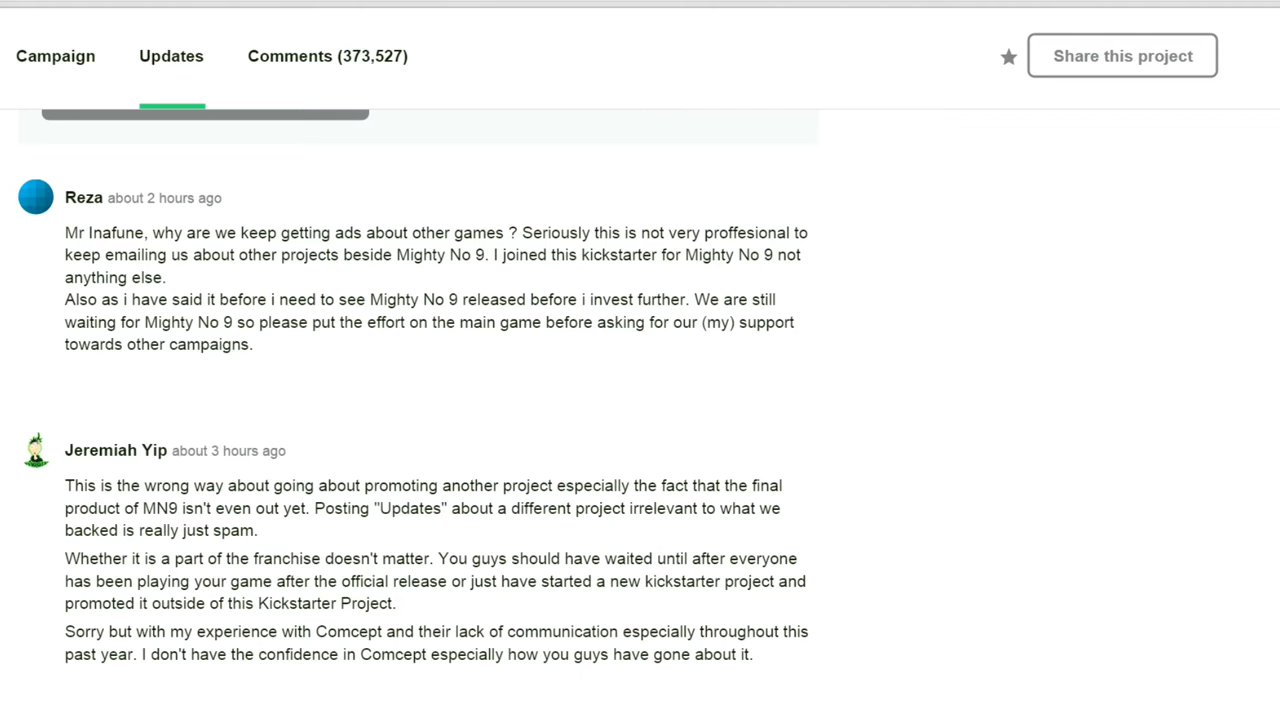 Campaign Updates Comments (373,527) Share this project
Reza about 2 hours ago
Mr Inafune, why are we keep getting ads about other games ? Seriously this is not very proffesional to
keep emailing us about other projects beside Mighty No 9. I joined this kickstarter for Mighty No 9 not
anything else.
Also as i have said it before i need to see Mighty No 9 released before i invest further. We are still
waiting for Mighty No 9 so please put the effort on the main game before asking for our (my) support
towards other campaigns.
Jeremiah Yip about 3 hours ago
This is the wrong way about going about promoting another project especially the fact that the final
product of MN9 isn't even out yet. Posting "Updates" about a different project irrelevant to what we
backed is really just spam.
Whether it is a part of the franchise doesn't matter. You guys should have waited until after everyone
has been playing your game after the official release or just have started a new kickstarter project and
promoted it outside of this Kickstarter Project.
Sorry but with my experience with Comcept and their lack of communication especially throughout this
past year. I don't have the confidence in Comcept especially how you guys have gone about it.